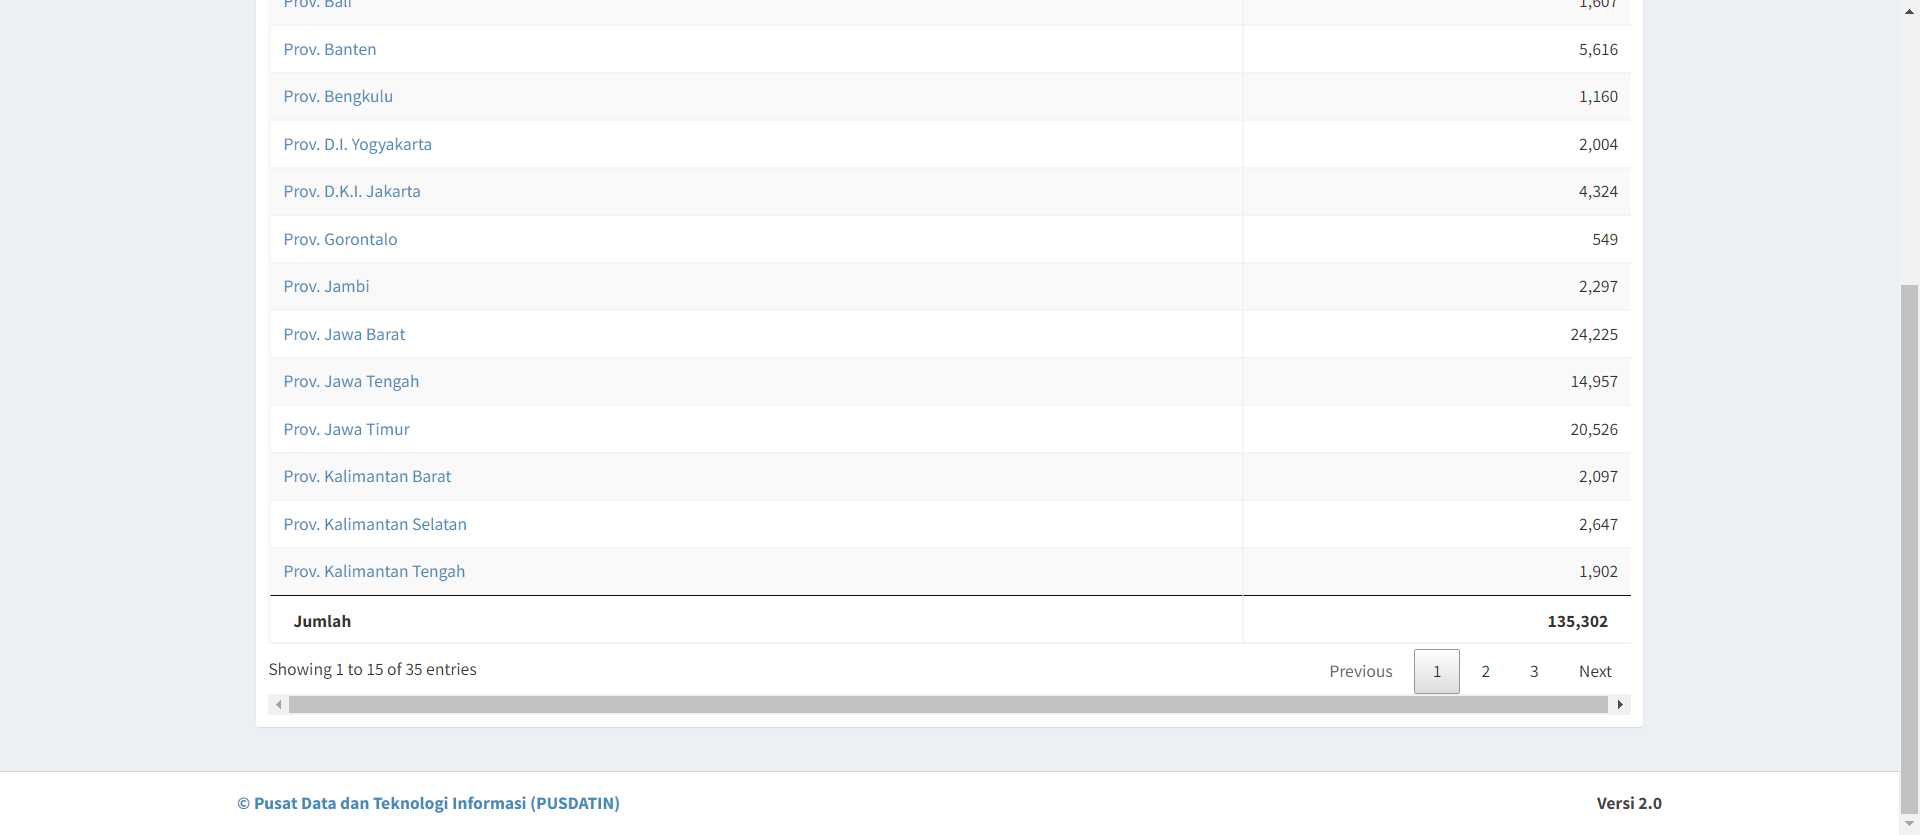 Prov. Bali 1,607
Prov. Banten 5,616
Prov. Bengkulu 1,160
Prov. D.I. Yogyakarta 2,004
Prov. D.K.I. Jakarta 4,324
Prov. Gorontalo 549
Prov. Jambi 2,297
Prov. Jawa Barat 24,225
Prov. Jawa Tengah 14,957
Prov. Jawa Timur 20,526
Prov. Kalimantan Barat 2,097
Prov. Kalimantan Selatan 2,647
Prov. Kalimantan Tengah 1,902
Jumlah 135,302
Showing 1 to 15 of 35 entries Previous 1 2 3 Next
© Pusat Data dan Teknologi Informasi (PUSDATIN) Versi 2.0